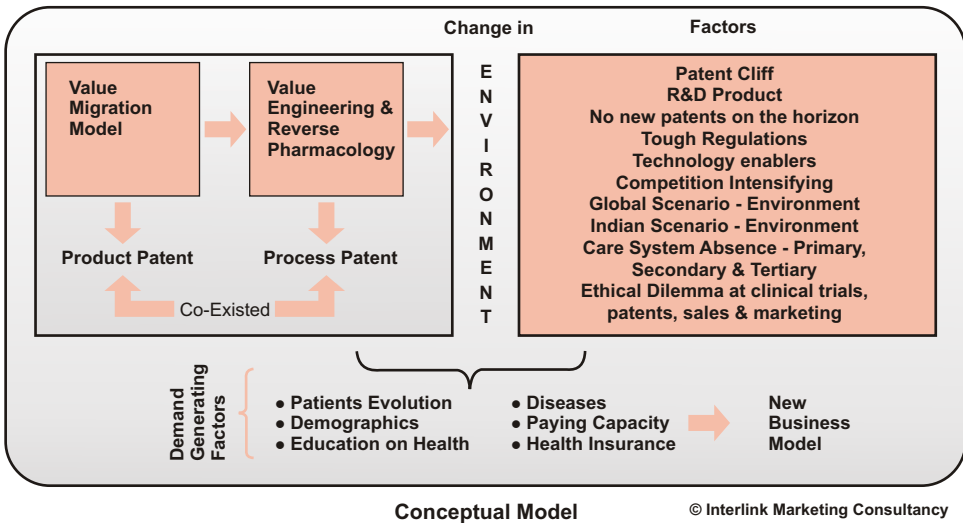 Change in
Factors
Value
Migration
Model
Value
Engineering &
Reverse
Pharmacology
Product Patent
Process Patent
Co-Existed
E
N
V
I
R
O
N
M
E
N
T
Patent Cliff
R&D Product
No new patents on the horizon
Tough Regulations
Technology enablers
Competition Intensifying
Global Scenario - Environment
Indian Scenario - Environment
Care System Absence - Primary,
Secondary & Tertiary
Ethical Dilemma at clinical trials,
patents, sales & marketing
Demand
Generating
Factors
● Patients Evolution
● Demographics
● Education on Health
● Diseases
● Paying Capacity
● Health Insurance
New
Business
Model
Conceptual Model
© Interlink Marketing Consultancy